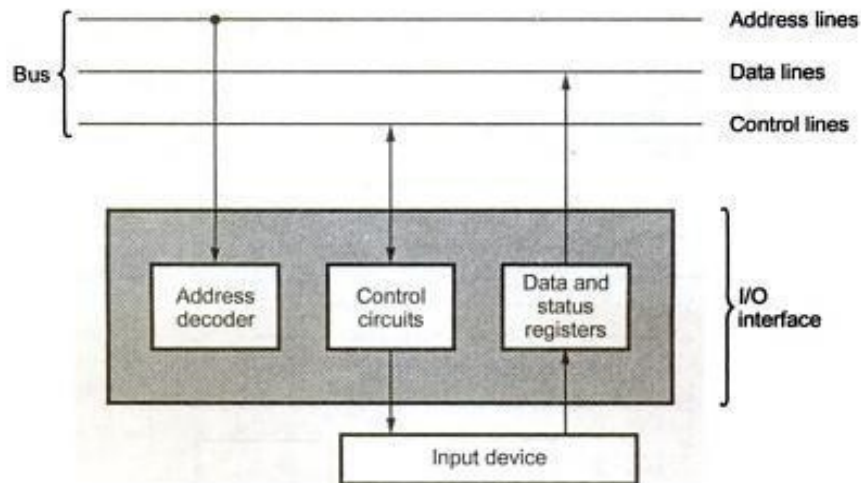 Address lines
Bus
Data lines
Control lines
Address
decoder
Control
circuits
Data and
status
registers
I/O
interface
Input device